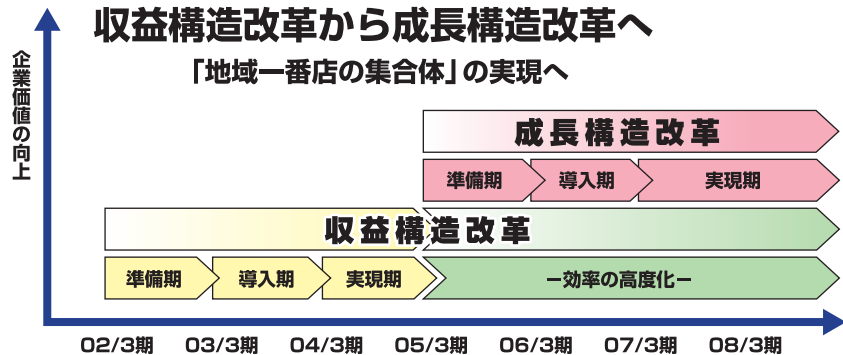 収益構造改革から成長構造改革へ
「地域一番店の集合体」の実現へ
企業価値の向上
成長構造改革
準備期 導入期 実現期
収益構造改革
準備期 導入期 実現期 −効率の高度化−
02/3期 03/3期 04/3期 05/3期 06/3期 07/3期 08/3期